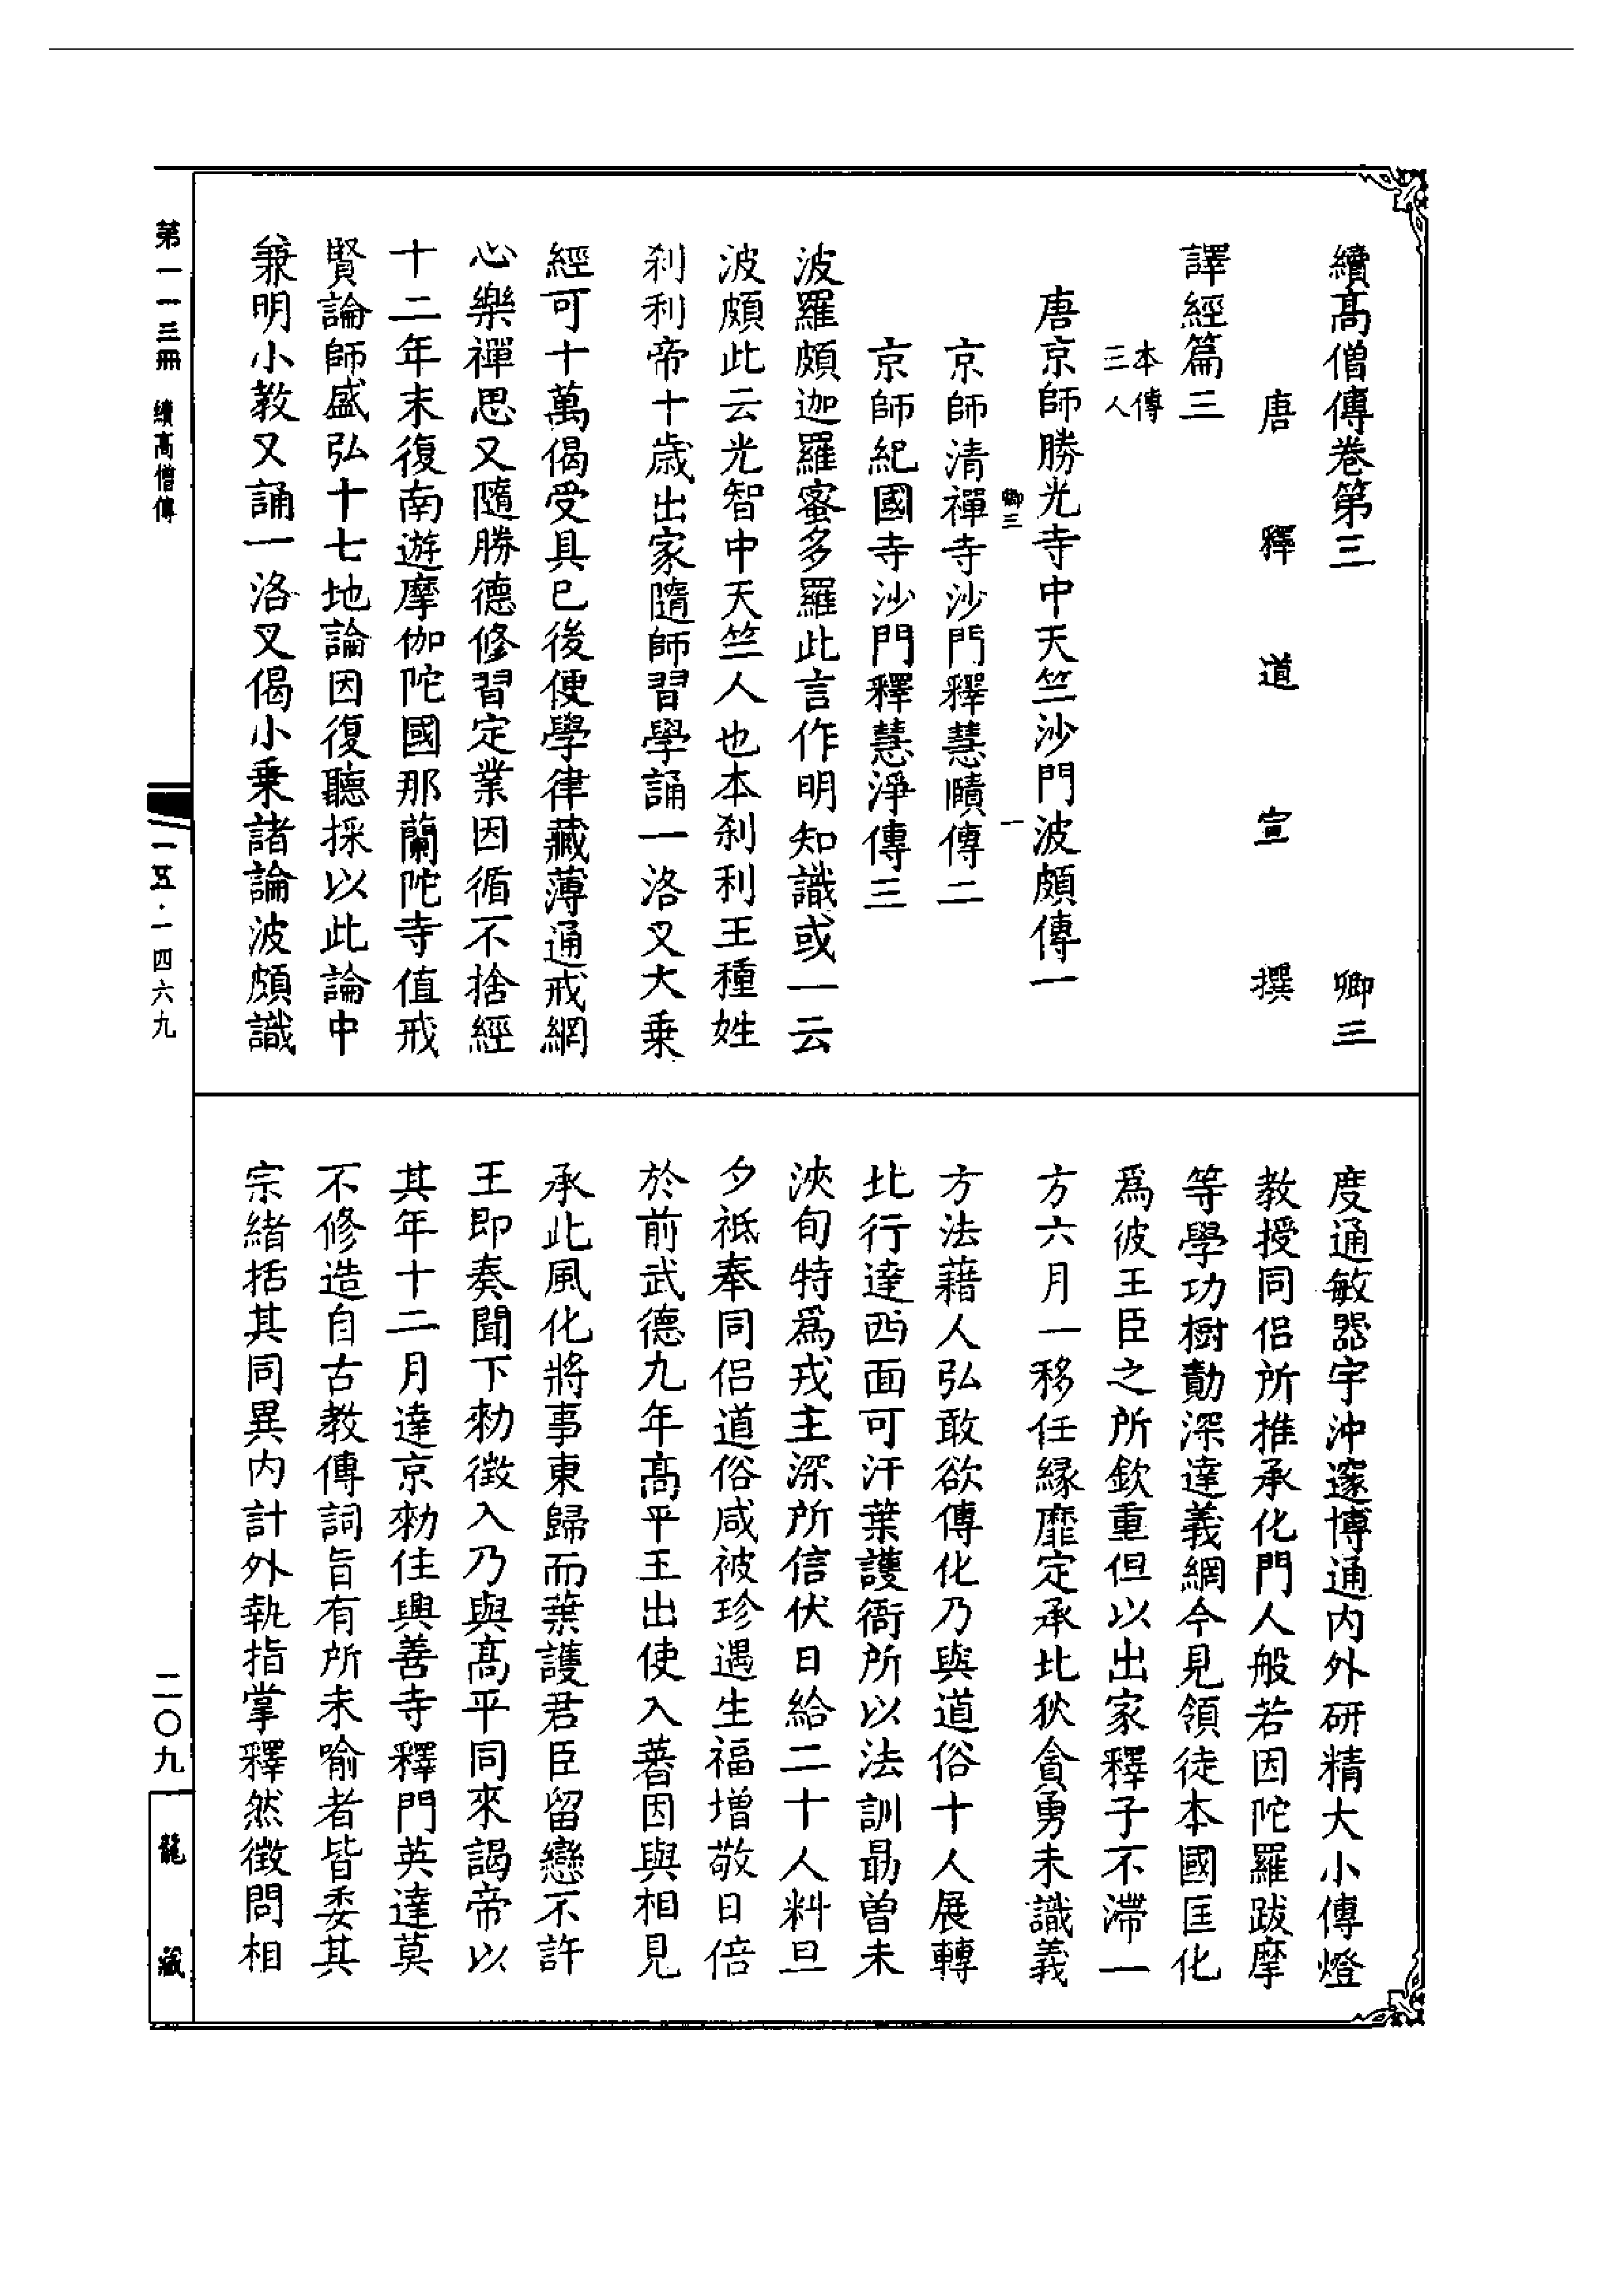 續高僧傳卷第三 卿三
唐 釋 道 宣 撰
譯經篇三
本傳
三人
唐京師勝光寺中天竺沙門波頗傳一
卿三 一
京師清禪寺沙門釋慧賾傳二
京師紀國寺沙門釋慧淨傳三
波羅頗迦羅蜜多羅此言作明知識或一云
波頗此云光智中天竺人也本剎利王種姓
剎利帝十歲出家隨師習學誦一洛叉大乘
經可十萬偈受具已後便學律藏薄通戒網
心樂禪思又隨勝德修習定業因循不捨經
十二年末復南遊摩伽陀國那蘭陀寺值戒
賢論師盛弘十七地論因復聽採以此論中
兼明小教又誦一洛叉偈小乘諸論波頗識
度通敏器宇沖邃博通內外研精大小傳燈
教授同侶所推承化門人般若因陀羅跋摩
等學功樹勳深達義綱今見領徒本國匡化
爲彼王臣之所欽重但以出家釋子不滯一
方六月一移任緣靡定承北狄貪勇未識義
方法藉人弘敢欲傳化乃與道俗十人展轉
北行達西面可汗葉護衙所以法訓勗曾未
浹旬特爲戎主深所信伏日給二十人料旦
夕祗奉同侶道俗咸被珍遇生福增敬日倍
於前武德九年高平王出使入蕃因與相見
承此風化將事東歸而葉護君臣留戀不許
王即奏聞下勑徵入乃與高平同來謁帝以
其年十二月達京勑住興善寺釋門英達莫
不修造自古教傳詞旨有所未喻者皆委其
宗緒括其同異內計外執指掌釋然徵問相
第一一三冊 續高僧傳
一五·一四六九
二〇九
龍藏